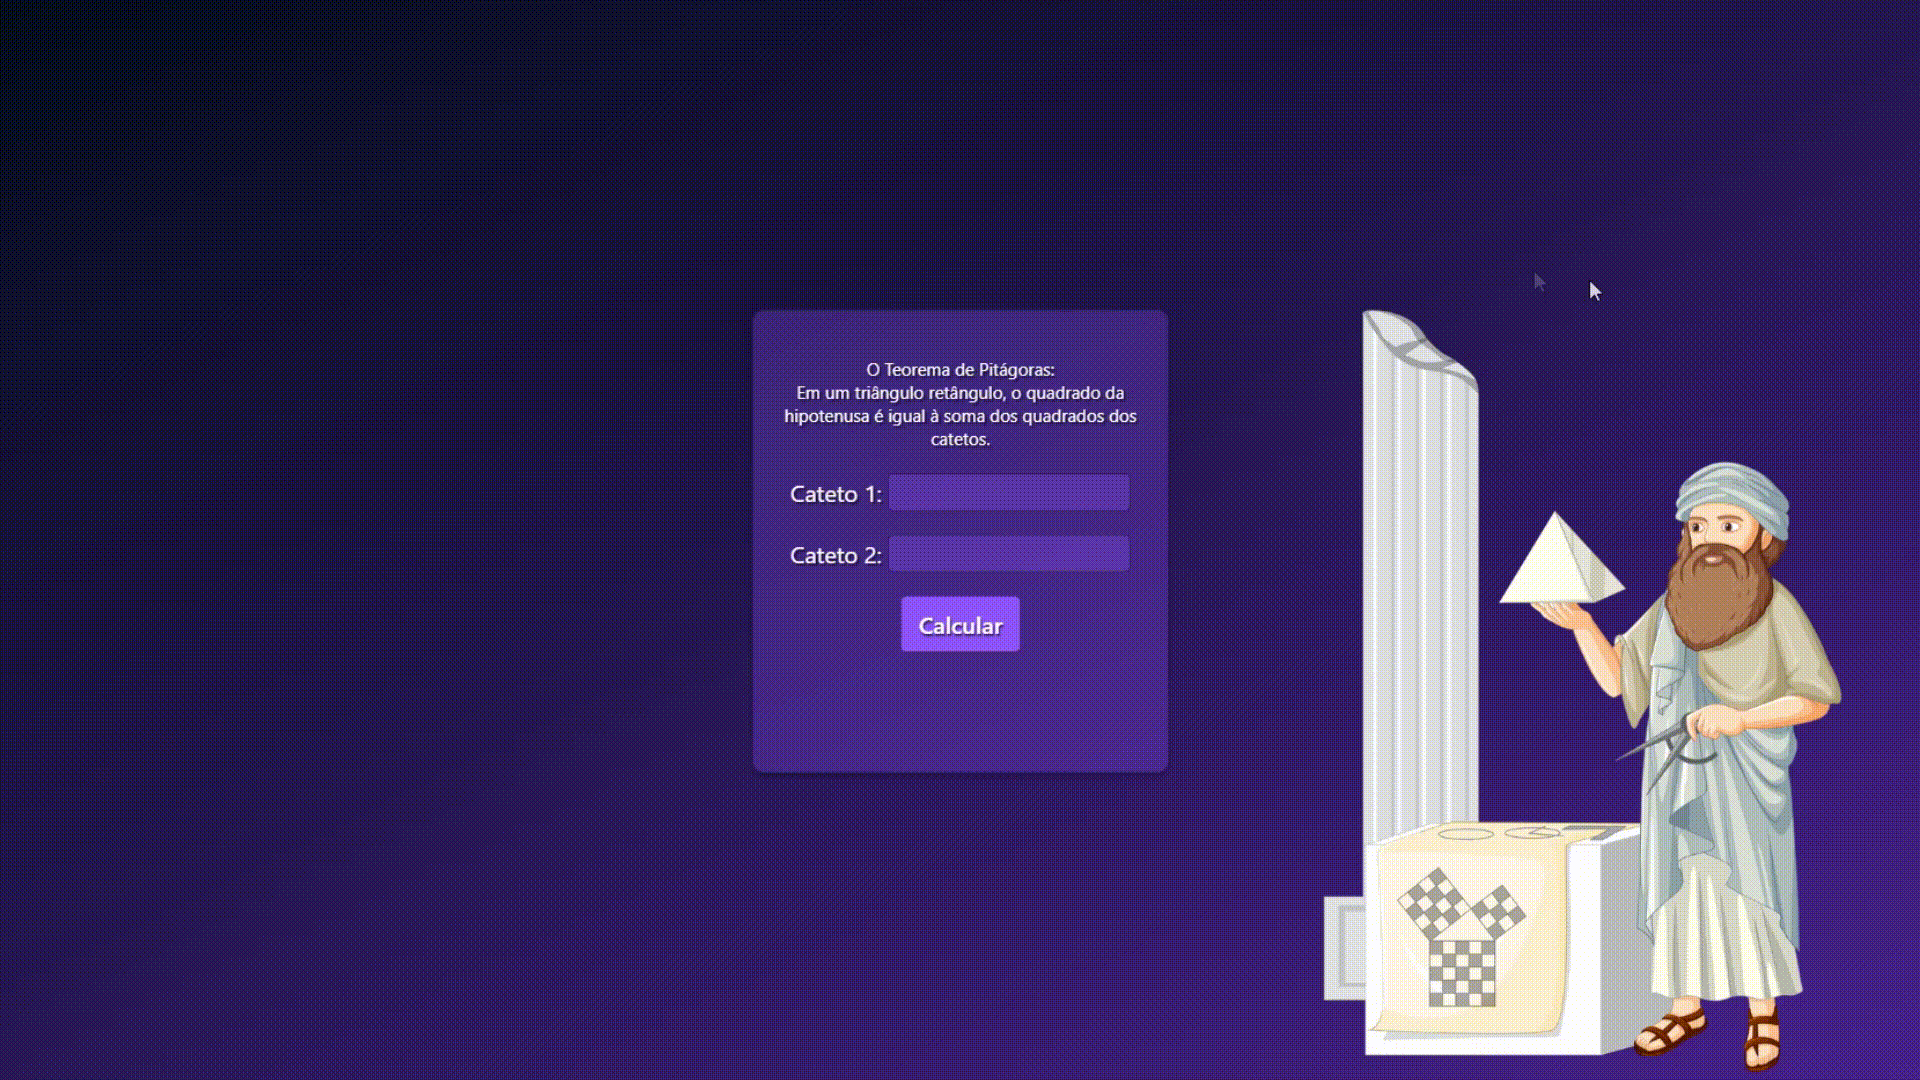 O Teorema de Pitágoras:
Em um triângulo retângulo, o quadrado da
hipotenusa é igual à soma dos quadrados dos
catetos.
Cateto 1:
Cateto 2:
Calcular